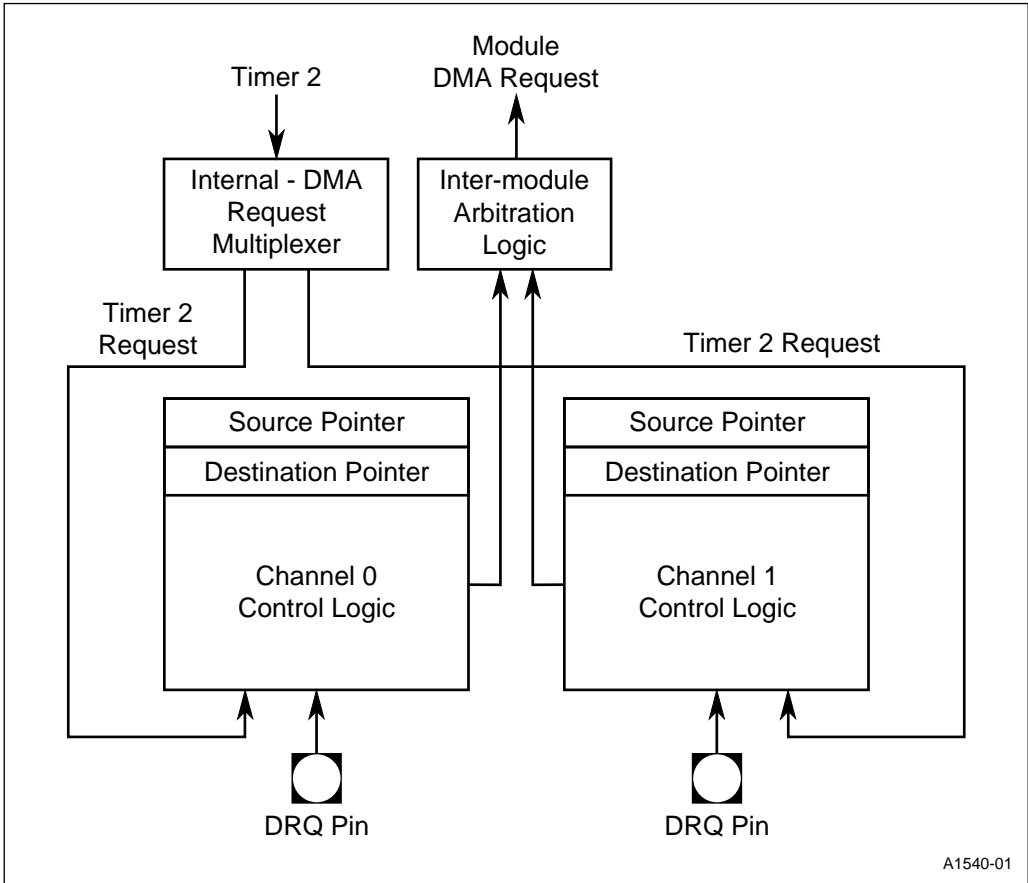 Module
DMA Request
Timer 2
Internal - DMA
Request
Multiplexer
Inter-module
Arbitration
Logic
Timer 2
Request
Timer 2 Request
Source Pointer
Destination Pointer
Channel 0
Control Logic
Source Pointer
Destination Pointer
Channel 1
Control Logic
DRQ Pin
DRQ Pin
A1540-01